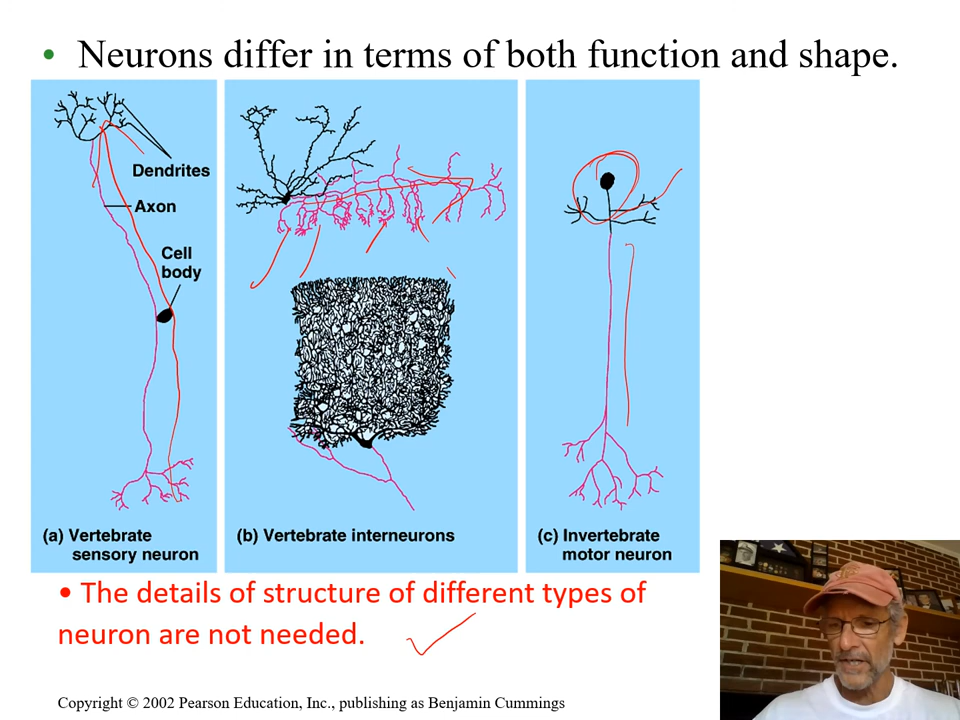 • Neurons differ in terms of both function and shape.
Dendrites
Axon
Cell
body
(a) Vertebrate
sensory neuron
(b) Vertebrate interneurons
(c) Invertebrate
motor neuron
• The details of structure of different types of
neuron are not needed.
Copyright © 2002 Pearson Education, Inc., publishing as Benjamin Cummings